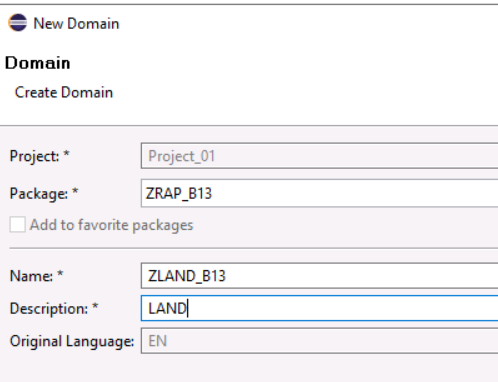 New Domain
Domain
Create Domain
Project: * Project_01
Package: * ZRAP_B13
Add to favorite packages
Name: * ZLAND_B13
Description: * LAND
Original Language: EN